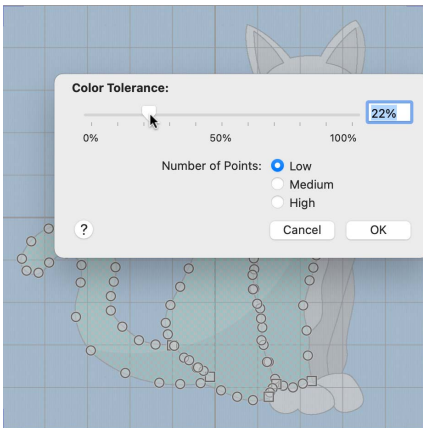 Color Tolerance:
22%
0% 50% 100%
Number of Points: Low
Medium
High
? Cancel OK